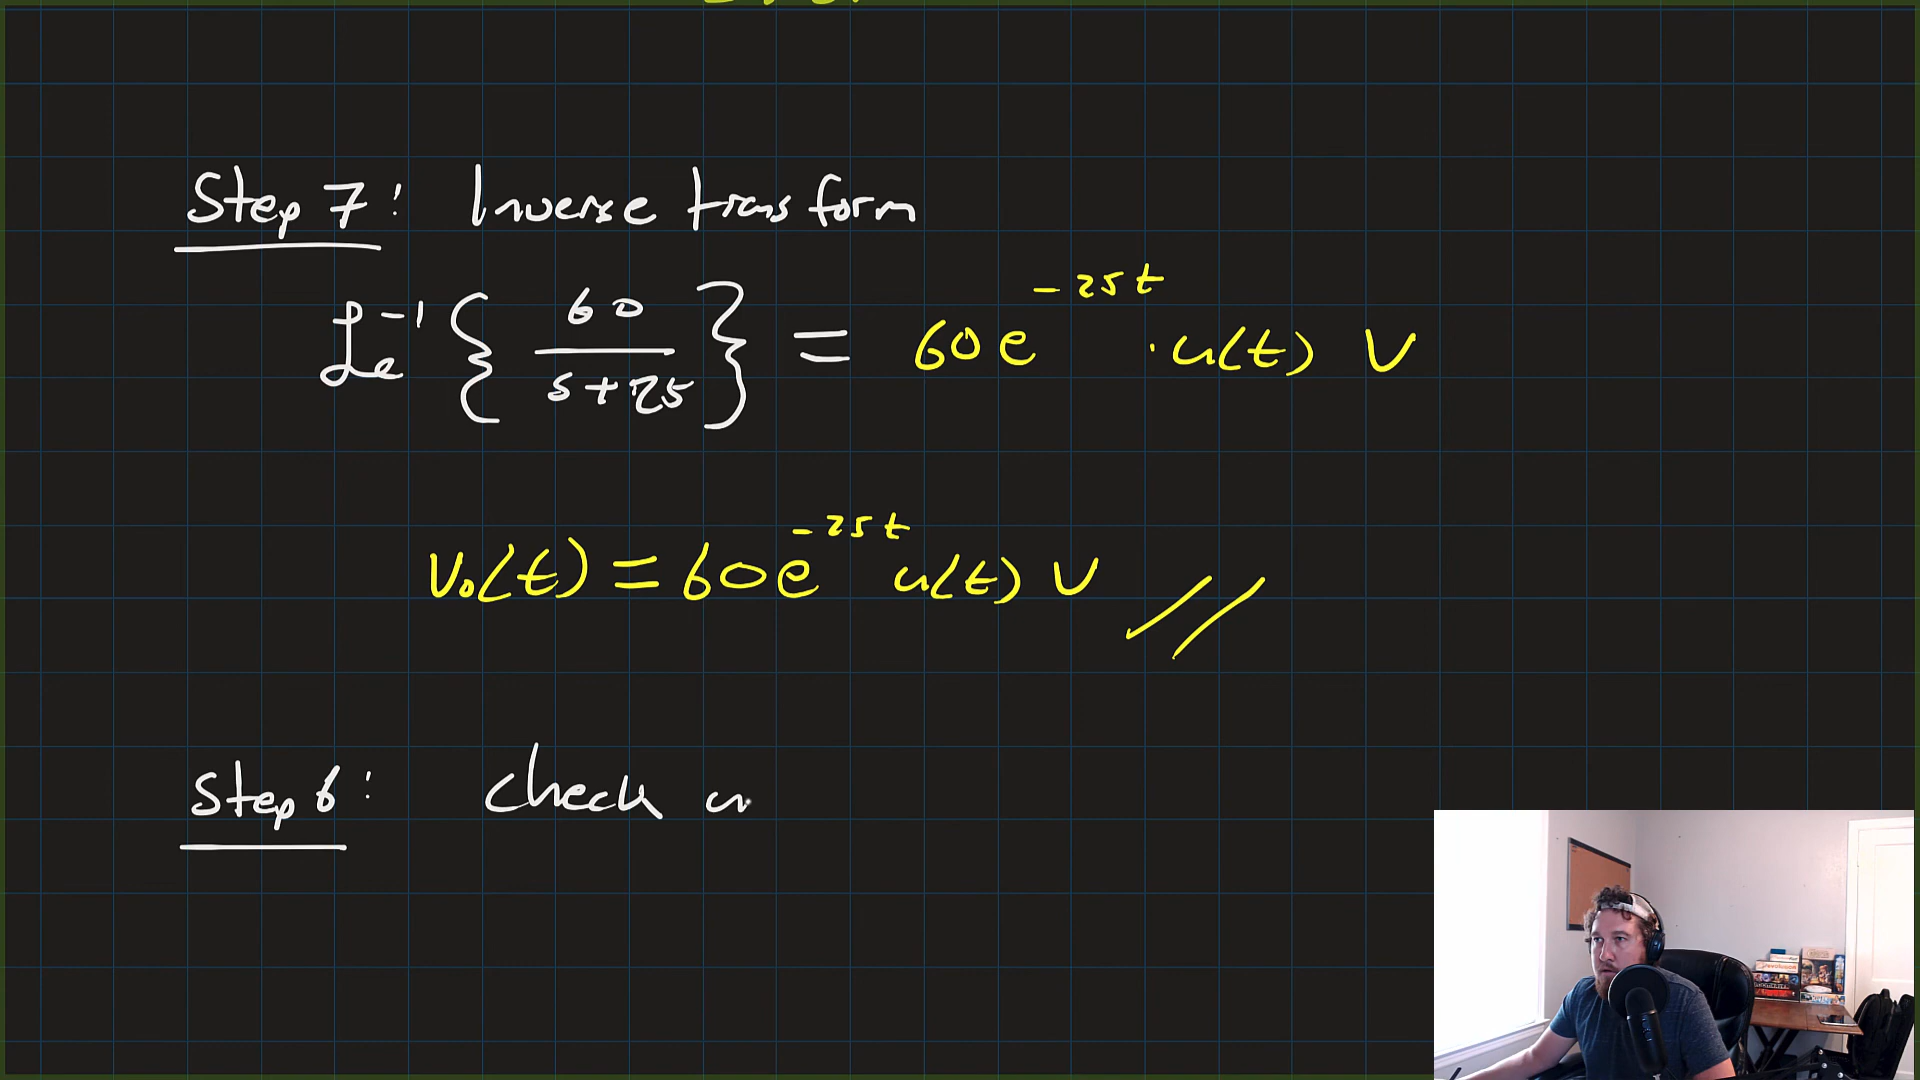 Step 7: Inverse transform
ℒ⁻¹ { 60 / s+25 } = 60e^-25t · u(t) V
v₀(t) = 60e^-25t u(t) V //
Step 6: check